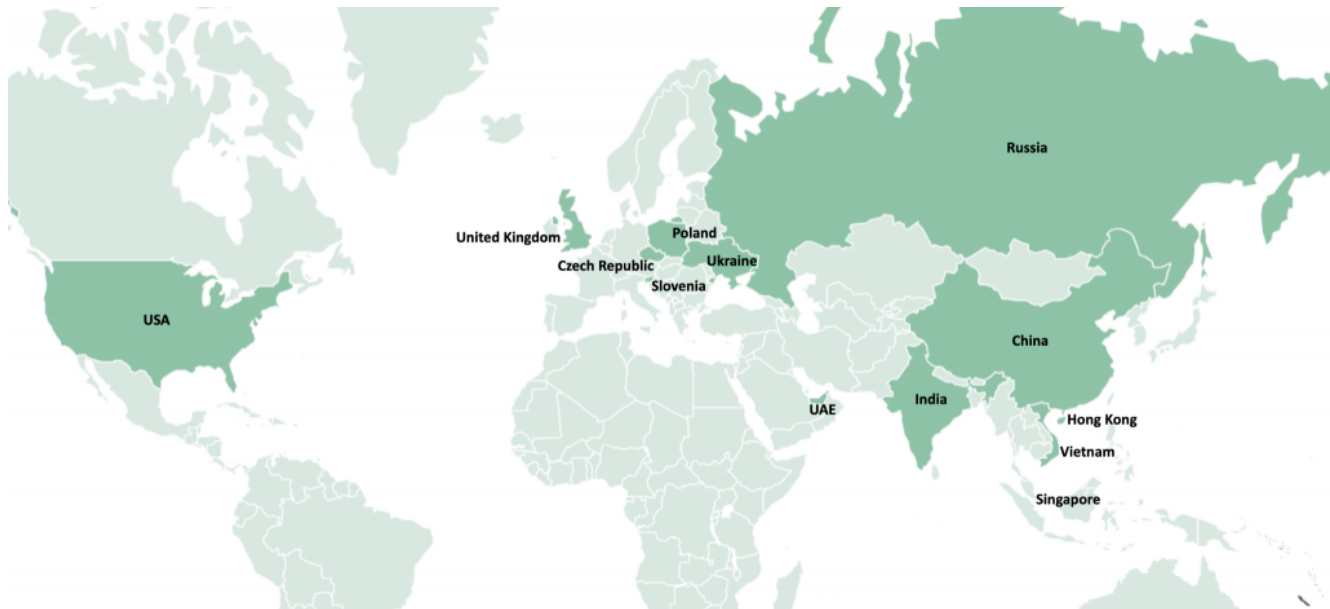 Russia
Poland
United Kingdom
Ukraine
Czech Republic
Slovenia
USA
China
India
UAE
Hong Kong
Vietnam
Singapore